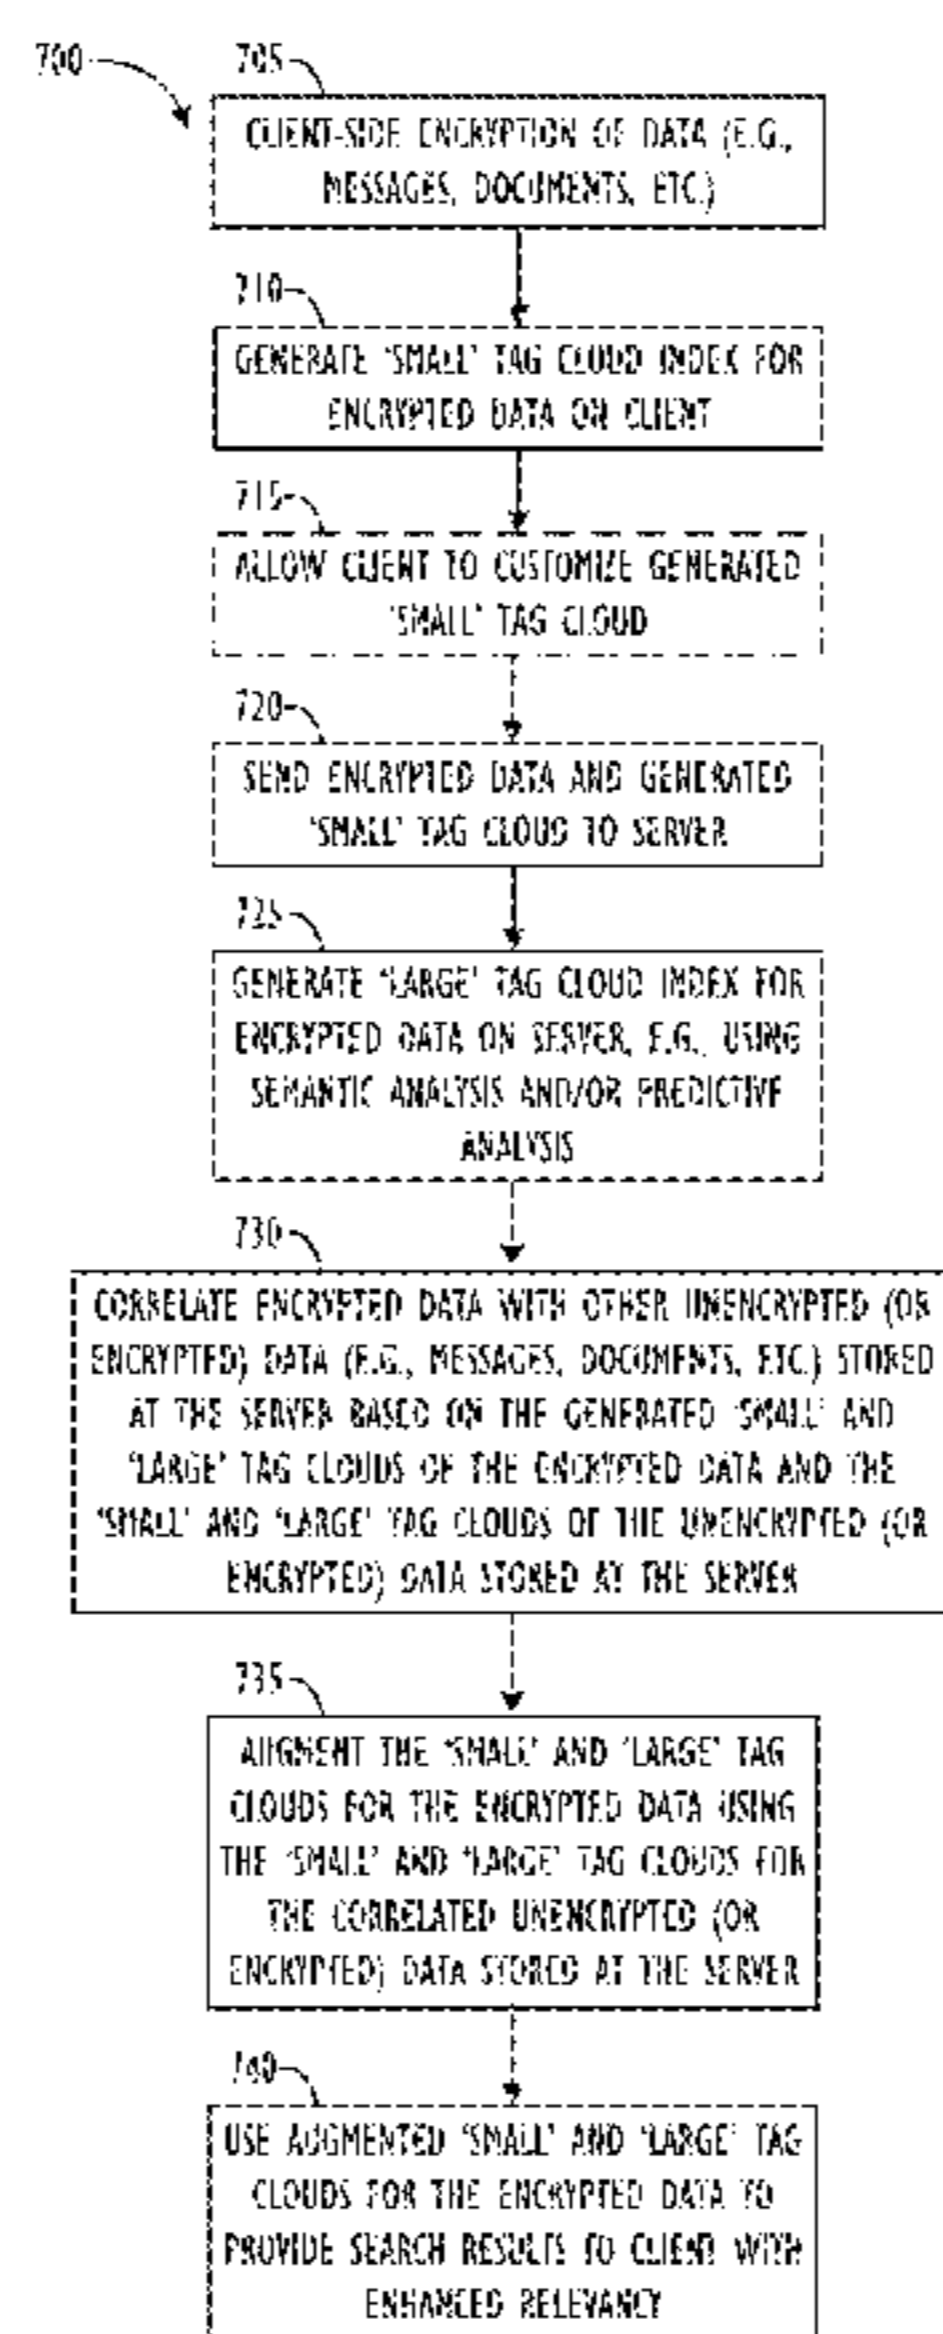 700
705
CLIENT-SIDE ENCRYPTION OF DATA (E.G.,
MESSAGES, DOCUMENTS, ETC.)
710
GENERATE 'SMALL' TAG CLOUD INDEX FOR
ENCRYPTED DATA ON CLIENT
715
ALLOW CLIENT TO CUSTOMIZE GENERATED
'SMALL' TAG CLOUD
720
SEND ENCRYPTED DATA AND GENERATED
'SMALL' TAG CLOUD TO SERVER
725
GENERATE 'LARGE' TAG CLOUD INDEX FOR
ENCRYPTED DATA ON SERVER, E.G., USING
SEMANTIC ANALYSIS AND/OR PREDICTIVE
ANALYSIS
730
CORRELATE ENCRYPTED DATA WITH OTHER UNENCRYPTED (OR
ENCRYPTED) DATA (E.G., MESSAGES, DOCUMENTS, ETC.) STORED
AT THE SERVER BASED ON THE GENERATED 'SMALL' AND
'LARGE' TAG CLOUDS OF THE ENCRYPTED DATA AND THE
'SMALL' AND 'LARGE' TAG CLOUDS OF THE UNENCRYPTED (OR
ENCRYPTED) DATA STORED AT THE SERVER
735
AUGMENT THE 'SMALL' AND 'LARGE' TAG
CLOUDS FOR THE ENCRYPTED DATA USING
THE 'SMALL' AND 'LARGE' TAG CLOUDS FOR
THE CORRELATED UNENCRYPTED (OR
ENCRYPTED) DATA STORED AT THE SERVER
740
USE AUGMENTED 'SMALL' AND 'LARGE' TAG
CLOUDS FOR THE ENCRYPTED DATA TO
PROVIDE SEARCH RESULTS TO CLIENT WITH
ENHANCED RELEVANCY